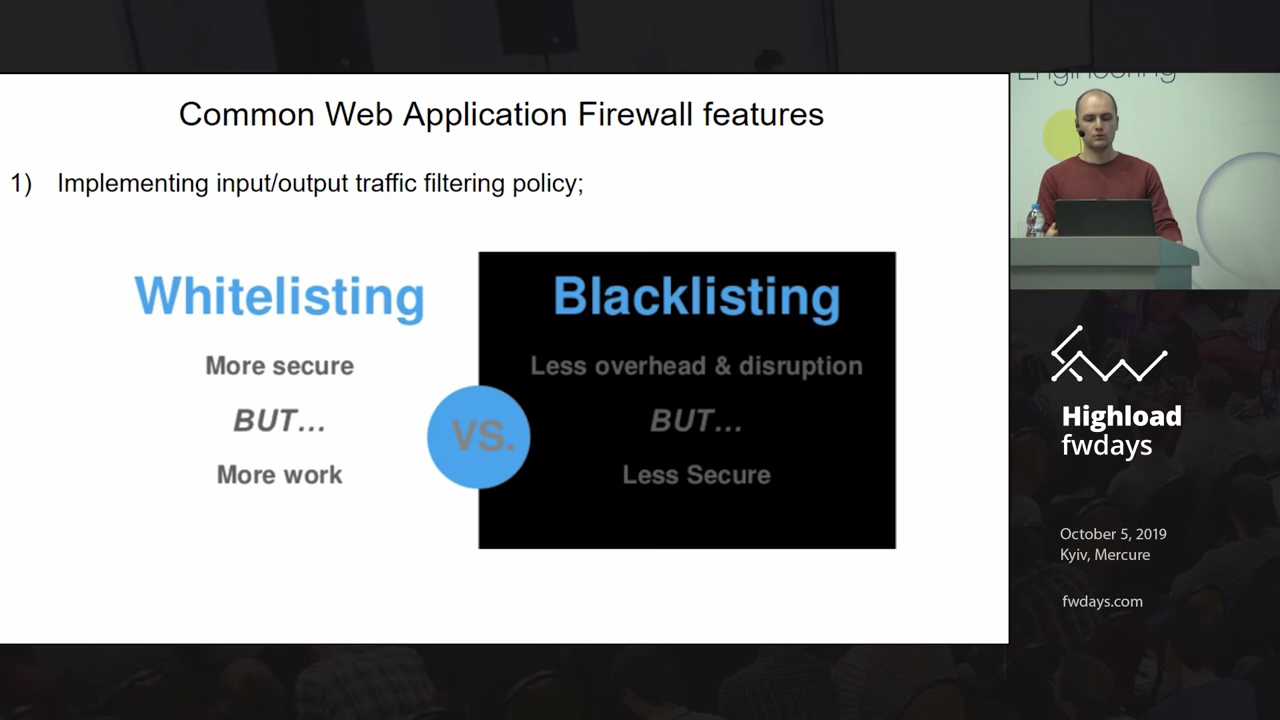 Common Web Application Firewall features
1) Implementing input/output traffic filtering policy;
Whitelisting
More secure
BUT...
More work
VS.
Blacklisting
Less overhead & disruption
BUT...
Less Secure
Engineering
Highload
fwdays
October 5, 2019
Kyiv, Mercure
fwdays.com